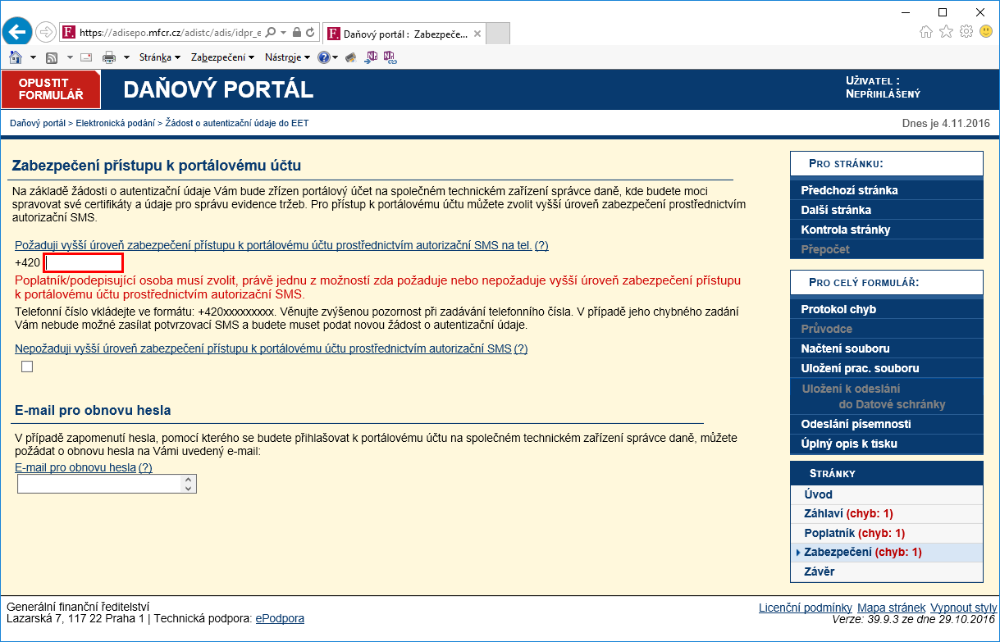 https://adisepo.mfcr.cz/adistc/adis/idpr_e
Daňový portál : Zabezpeče...
Stránka Zabezpečení Nástroje
OPUSTIT
FORMULÁŘ
DAŇOVÝ PORTÁL
UŽIVATEL :
NEPŘIHLÁŠENÝ
Daňový portál > Elektronická podání > Žádost o autentizační údaje do EET
Dnes je 4.11.2016
Zabezpečení přístupu k portálovému účtu
Na základě žádosti o autentizační údaje Vám bude zřízen portálový účet na společném technickém zařízení správce daně, kde budete moci
spravovat své certifikáty a údaje pro správu evidence tržeb. Pro přístup k portálovému účtu můžete zvolit vyšší úroveň zabezpečení prostřednictvím
autorizační SMS.
Požaduji vyšší úroveň zabezpečení přístupu k portálovému účtu prostřednictvím autorizační SMS na tel. (?)
+420
Poplatník/podepisující osoba musí zvolit, právě jednu z možností zda požaduje nebo nepožaduje vyšší úroveň zabezpečení přístupu
k portálovému účtu prostřednictvím autorizační SMS.
Telefonní číslo vkládejte ve formátu: +420xxxxxxxxx. Věnujte zvýšenou pozornost při zadávání telefonního čísla. V případě jeho chybného zadání
Vám nebude možné zasílat potvrzovací SMS a budete muset podat novou žádost o autentizační údaje.
Nepožaduji vyšší úroveň zabezpečení přístupu k portálovému účtu prostřednictvím autorizační SMS (?)
E-mail pro obnovu hesla
V případě zapomenutí hesla, pomocí kterého se budete přihlašovat k portálovému účtu na společném technickém zařízení správce daně, můžete
požádat o obnovu hesla na Vámi uvedený e-mail:
E-mail pro obnovu hesla (?)
PRO STRÁNKU:
Předchozí stránka
Další stránka
Kontrola stránky
Přepočet
PRO CELÝ FORMULÁŘ:
Protokol chyb
Průvodce
Načtení souboru
Uložení prac. souboru
Uložení k odeslání
do Datové schránky
Odeslání písemnosti
Úplný opis k tisku
STRÁNKY
Úvod
Záhlaví (chyb: 1)
Poplatník (chyb: 1)
Zabezpečení (chyb: 1)
Závěr
Generální finanční ředitelství
Lazarská 7, 117 22 Praha 1 | Technická podpora: ePodpora
Licenční podmínky Mapa stránek Vypnout styly
Verze: 39.9.3 ze dne 29.10.2016